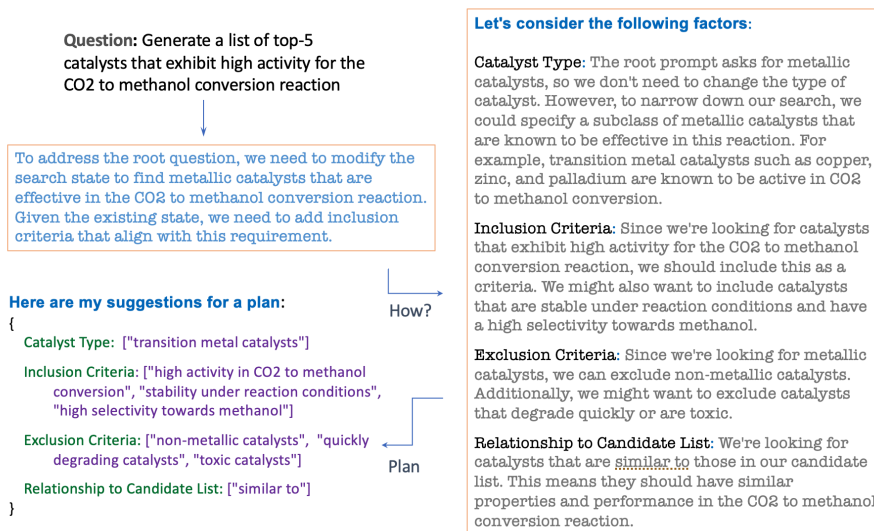 Question: Generate a list of top-5
catalysts that exhibit high activity for the
CO2 to methanol conversion reaction
To address the root question, we need to modify the
search state to find metallic catalysts that are
effective in the CO2 to methanol conversion reaction.
Given the existing state, we need to add inclusion
criteria that align with this requirement.
How?
Let's consider the following factors:
Catalyst Type: The root prompt asks for metallic
catalysts, so we don't need to change the type of
catalyst. However, to narrow down our search, we
could specify a subclass of metallic catalysts that
are known to be effective in this reaction. For
example, transition metal catalysts such as copper,
zinc, and palladium are known to be active in CO2
to methanol conversion.
Inclusion Criteria: Since we're looking for catalysts
that exhibit high activity for the CO2 to methanol
conversion reaction, we should include this as a
criteria. We might also want to include catalysts
that are stable under reaction conditions and have
a high selectivity towards methanol.
Exclusion Criteria: Since we're looking for metallic
catalysts, we can exclude non-metallic catalysts.
Additionally, we might want to exclude catalysts
that degrade quickly or are toxic.
Relationship to Candidate List: We're looking for
catalysts that are similar to those in our candidate
list. This means they should have similar
properties and performance in the CO2 to methanol
conversion reaction.
Plan
Here are my suggestions for a plan:
{
Catalyst Type: ["transition metal catalysts"]
Inclusion Criteria: ["high activity in CO2 to methanol
conversion", "stability under reaction conditions",
"high selectivity towards methanol"]
Exclusion Criteria: ["non-metallic catalysts", "quickly
degrading catalysts", "toxic catalysts"]
Relationship to Candidate List: ["similar to"]
}